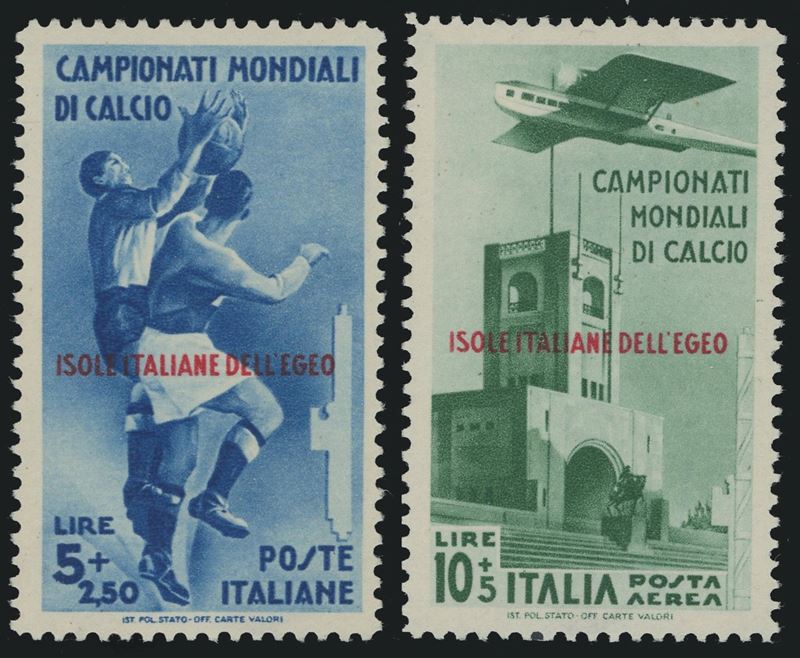 CAMPIONATI MONDIALI
DI CALCIO
ISOLE ITALIANE DELL'EGEO
LIRE
5+
2,50
POSTE
ITALIANE
IST. POL. STATO-OFF. CARTE VALORI
CAMPIONATI
MONDIALI
DI CALCIO
ISOLE ITALIANE DELL'EGEO
LIRE
10+5 ITALIA POSTA
AEREA
IST. POL. STATO-OFF. CARTE VALORI